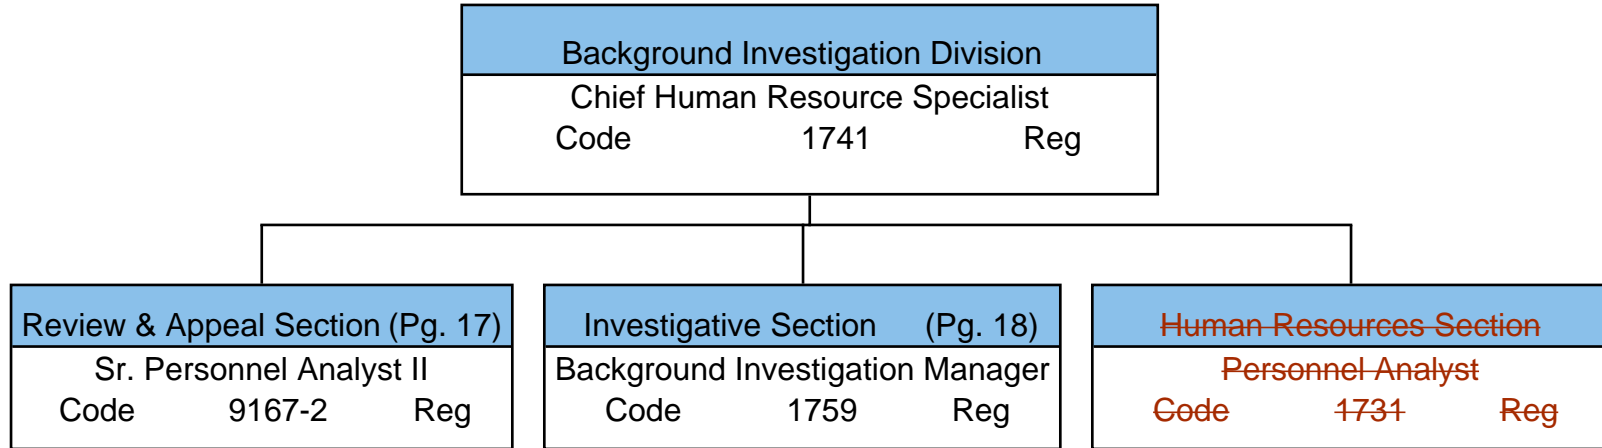 Background Investigation Division
Chief Human Resource Specialist
Code 1741 Reg
Review & Appeal Section (Pg. 17)
Sr. Personnel Analyst II
Code 9167-2 Reg
Investigative Section (Pg. 18)
Background Investigation Manager
Code 1759 Reg
Human Resources Section
Personnel Analyst
Code 1731 Reg